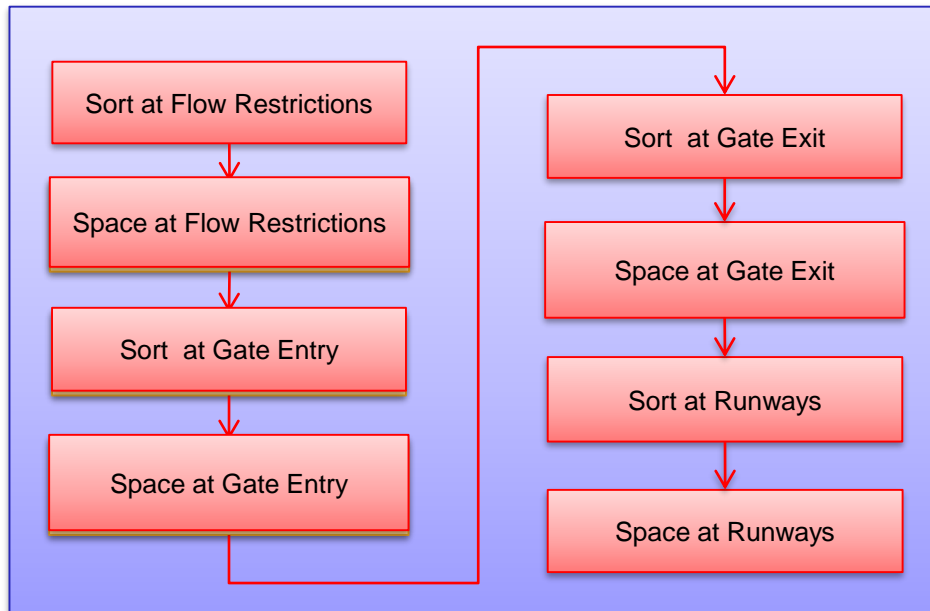 Sort at Flow Restrictions
Space at Flow Restrictions
Sort at Gate Entry
Space at Gate Entry
Sort at Gate Exit
Space at Gate Exit
Sort at Runways
Space at Runways